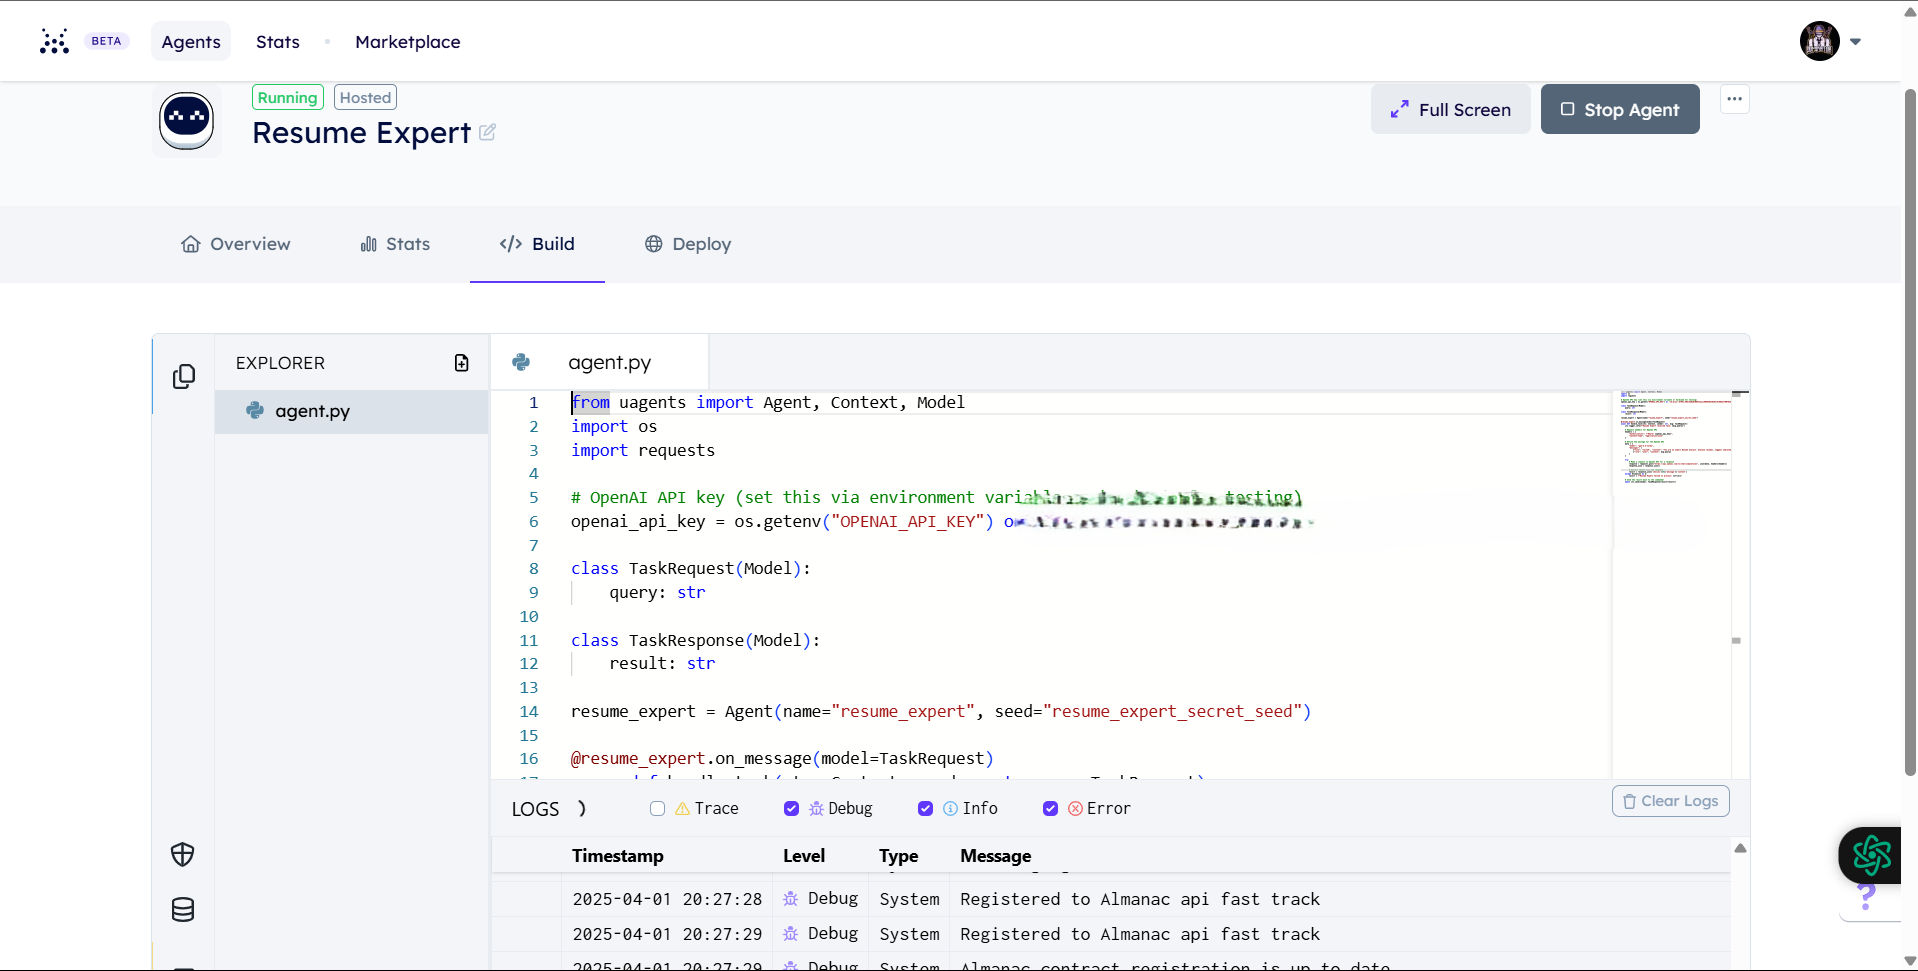 BETA
Agents
Stats
Marketplace
Running
Hosted
Resume Expert
Full Screen
Stop Agent
Overview
Stats
</> Build
Deploy
EXPLORER
agent.py
agent.py
1 from uagents import Agent, Context, Model
2 import os
3 import requests
4
5 # OpenAI API key (set this via environment testing)
6 openai_api_key = os.getenv("OPENAI_API_KEY")
7
8 class TaskRequest(Model):
9 query: str
10
11 class TaskResponse(Model):
12 result: str
13
14 resume_expert = Agent(name="resume_expert", seed="resume_expert_secret_seed")
15
16 @resume_expert.on_message(model=TaskRequest)
LOGS
Trace
Debug
Info
Error
Clear Logs
Timestamp Level Type Message
2025-04-01 20:27:28 Debug System Registered to Almanac api fast track
2025-04-01 20:27:29 Debug System Registered to Almanac api fast track
2025-04-01 20:27:29 Debug System Almanac contract registration is up to date
?